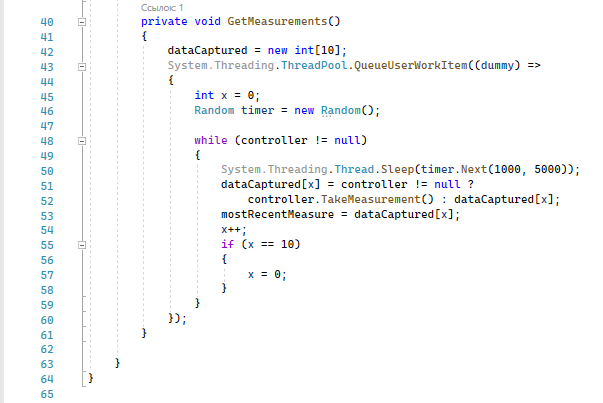 Ссылок: 1
40 private void GetMeasurements()
41 {
42 dataCaptured = new int[10];
43 System.Threading.ThreadPool.QueueUserWorkItem((dummy) =>
44 {
45 int x = 0;
46 Random timer = new Random();
47
48 while (controller != null)
49 {
50 System.Threading.Thread.Sleep(timer.Next(1000, 5000));
51 dataCaptured[x] = controller != null ?
52 controller.TakeMeasurement() : dataCaptured[x];
53 mostRecentMeasure = dataCaptured[x];
54 x++;
55 if (x == 10)
56 {
57 x = 0;
58 }
59 }
60 });
61 }
62
63 }
64 }
65